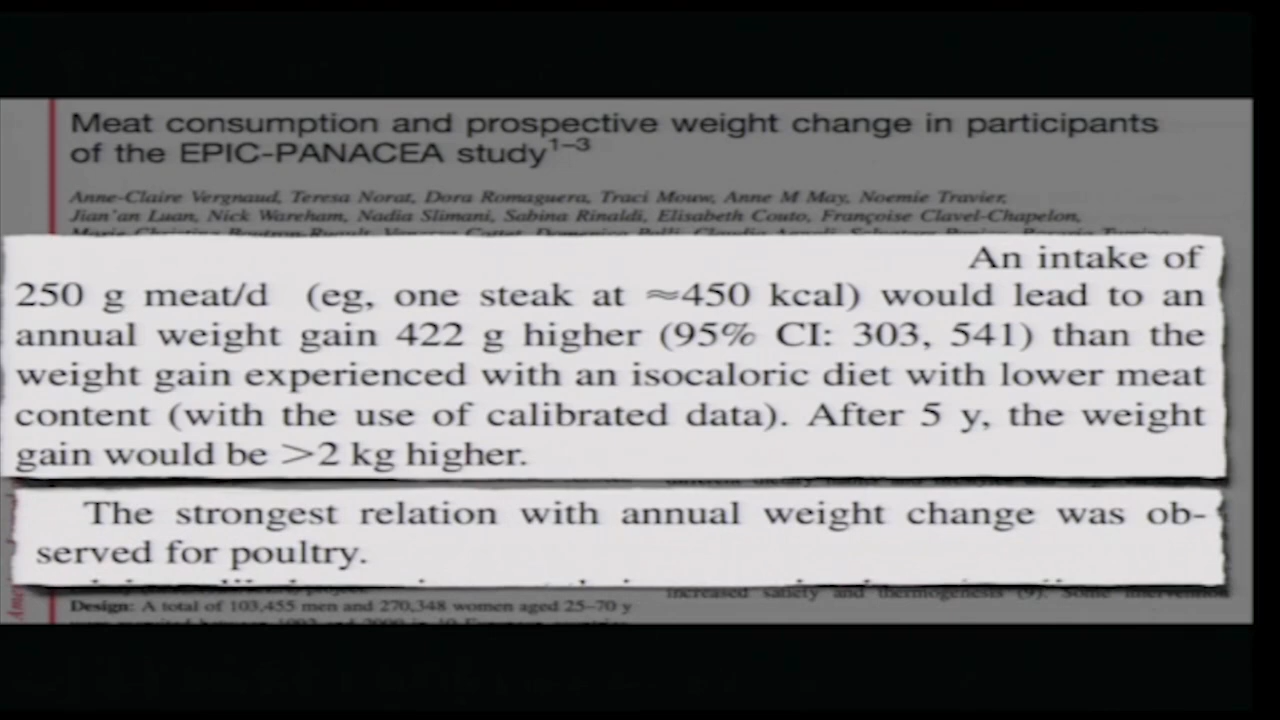 Meat consumption and prospective weight change in participants
of the EPIC-PANACEA study1–3
Anne-Claire Vergnaud, Teresa Norat, Dora Romaguera, Traci Mouw, Anne M May, Noemie Travier,
Jian'an Luan, Nick Wareham, Nadia Slimani, Sabina Rinaldi, Elisabeth Couto, Françoise Clavel-Chapelon,
An intake of
250 g meat/d (eg, one steak at ≈450 kcal) would lead to an
annual weight gain 422 g higher (95% CI: 303, 541) than the
weight gain experienced with an isocaloric diet with lower meat
content (with the use of calibrated data). After 5 y, the weight
gain would be >2 kg higher.
The strongest relation with annual weight change was ob-
served for poultry.
Design: A total of 103,455 men and 270,348 women aged 25–70 y
increased satiety and thermogenesis (9). Some intervention